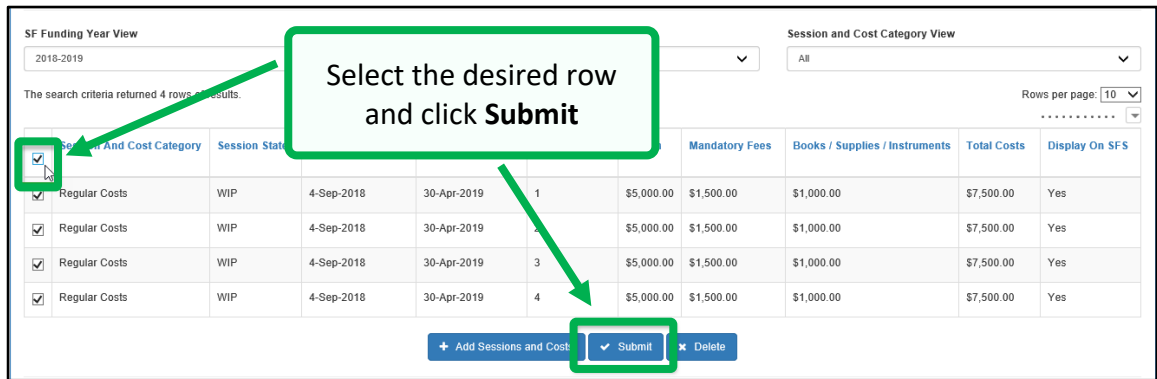 SF Funding Year View
Session and Cost Category View
2018-2019
All
Select the desired row
and click Submit
The search criteria returned 4 rows of results.
Rows per page: 10
Session And Cost Category Mandatory Fees Books / Supplies / Instruments Total Costs Display On SFS
Regular Costs WIP 4-Sep-2018 30-Apr-2019 1 $5,000.00 $1,500.00 $1,000.00 $7,500.00 Yes
Regular Costs WIP 4-Sep-2018 30-Apr-2019 $5,000.00 $1,500.00 $1,000.00 $7,500.00 Yes
Regular Costs WIP 4-Sep-2018 30-Apr-2019 3 $5,000.00 $1,500.00 $1,000.00 $7,500.00 Yes
Regular Costs WIP 4-Sep-2018 30-Apr-2019 4 $5,000.00 $1,500.00 $1,000.00 $7,500.00 Yes
Add Sessions and Costs Submit Delete